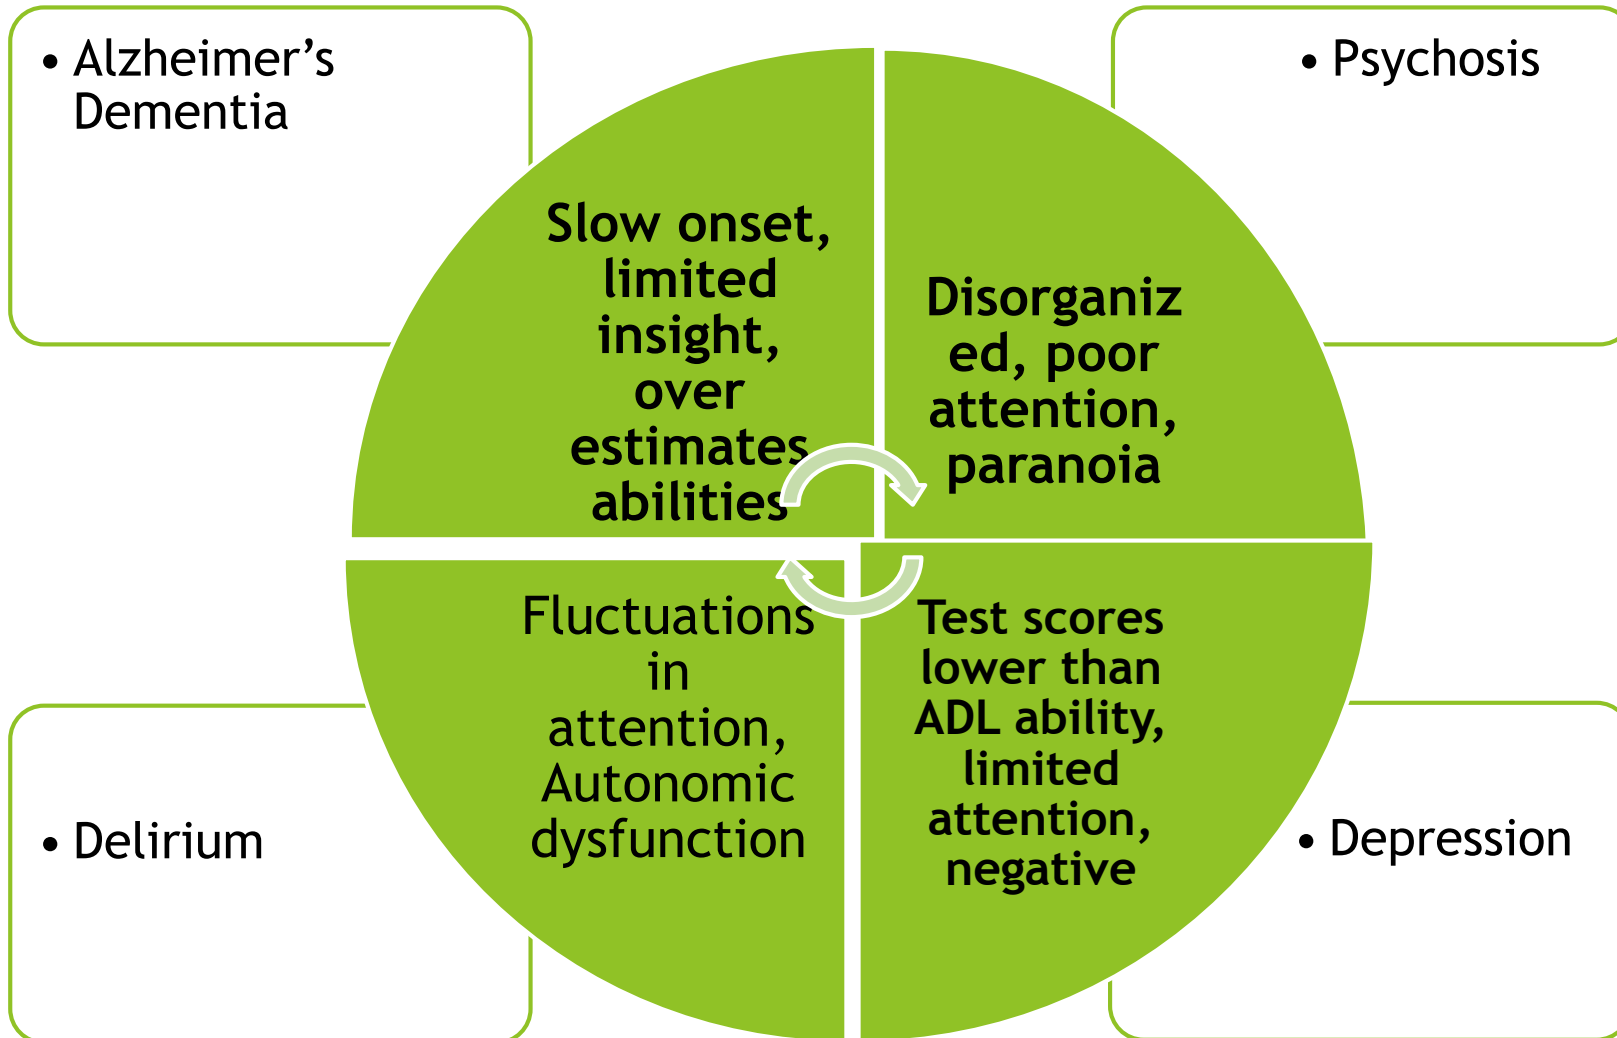 • Alzheimer’s
Dementia
• Psychosis
Slow onset,
limited
insight,
over
estimates
abilities
Disorganiz
ed, poor
attention,
paranoia
Fluctuations
in
attention,
Autonomic
dysfunction
Test scores
lower than
ADL ability,
limited
attention,
negative
• Delirium
• Depression